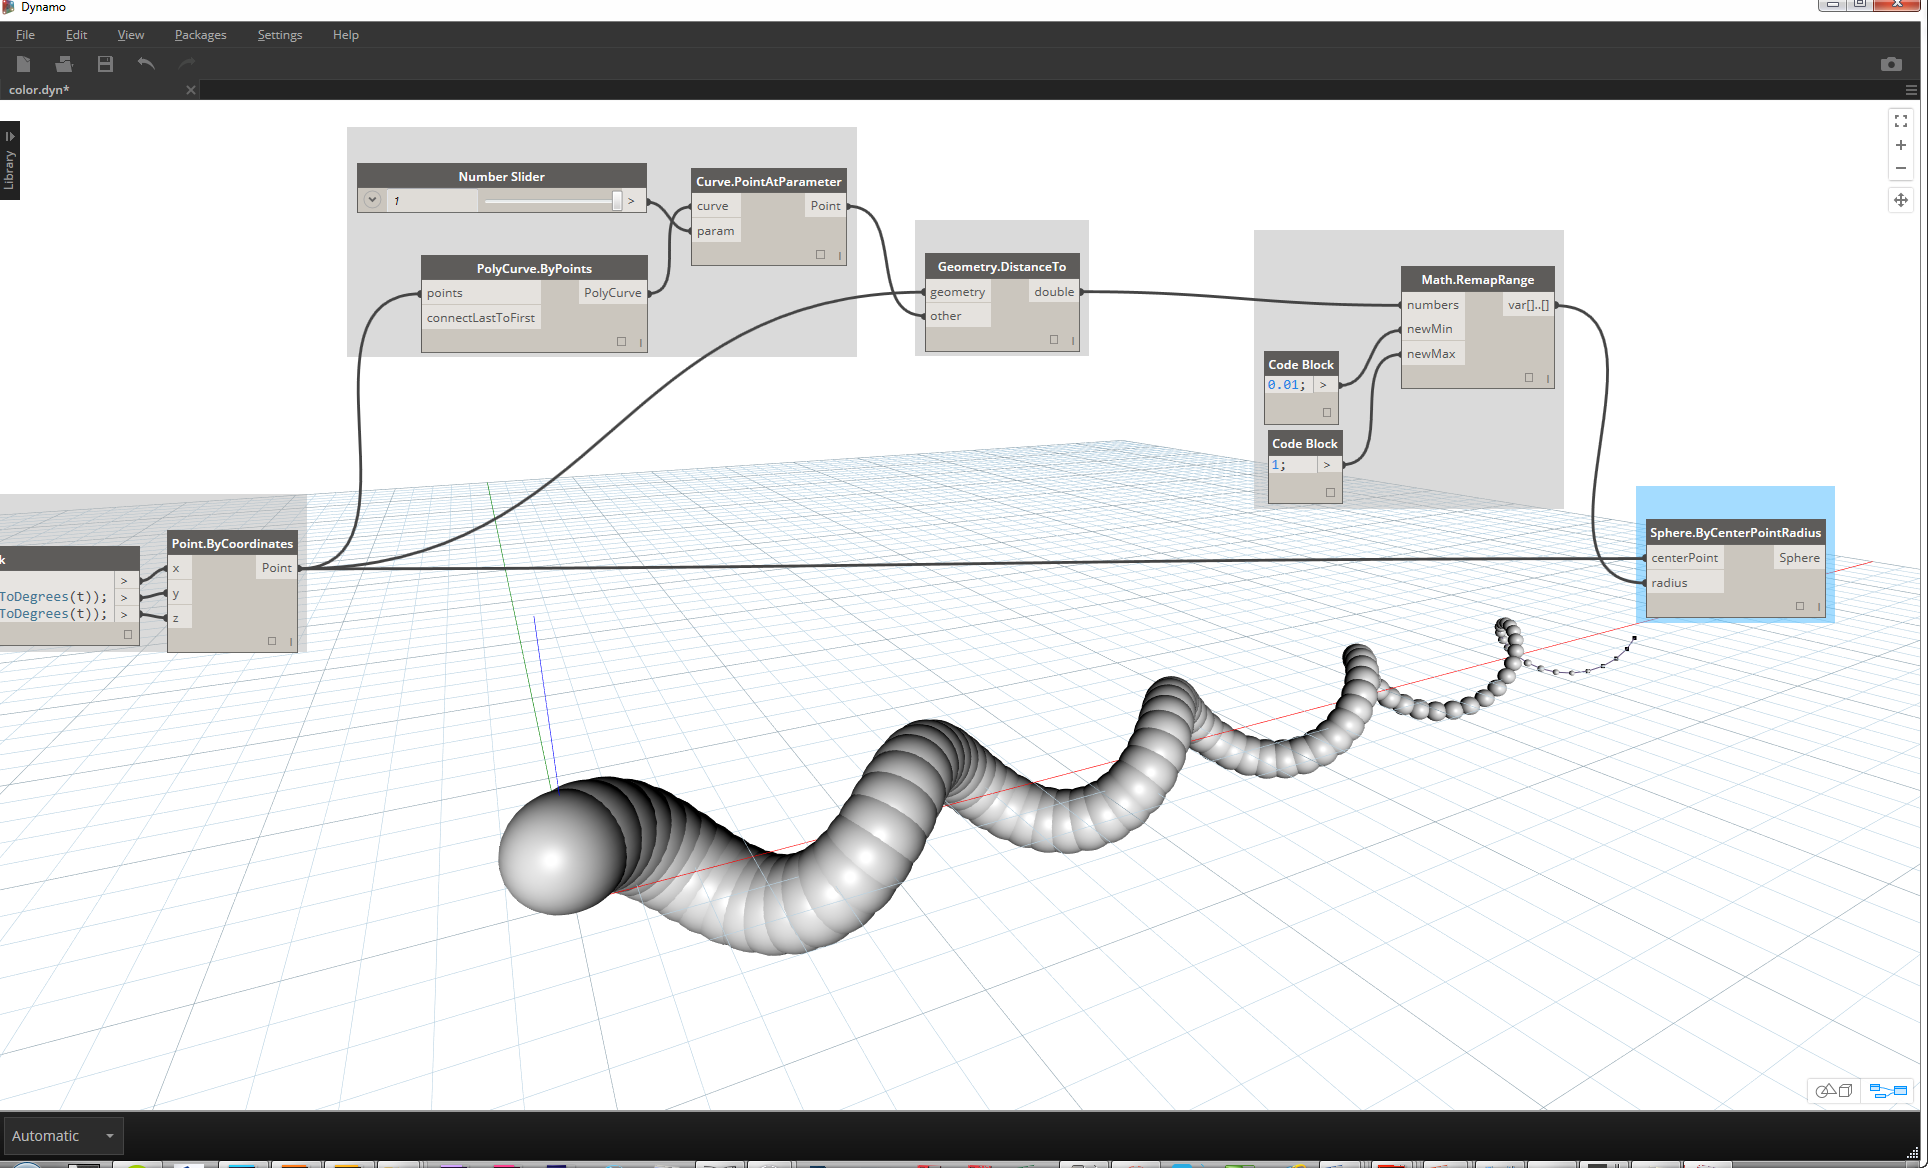 Dynamo
File Edit View Packages Settings Help
color.dyn*
Library
Number Slider
1 >
Curve.PointAtParameter
curve Point
param
PolyCurve.ByPoints
points PolyCurve
connectLastToFirst
Geometry.DistanceTo
geometry double
other
Math.RemapRange
numbers var[]..[]
newMin
newMax
Code Block
0.01; >
Code Block
1; >
k
>
ToDegrees(t)); >
ToDegrees(t)); >
Point.ByCoordinates
x Point
y
z
Sphere.ByCenterPointRadius
centerPoint Sphere
radius
Automatic